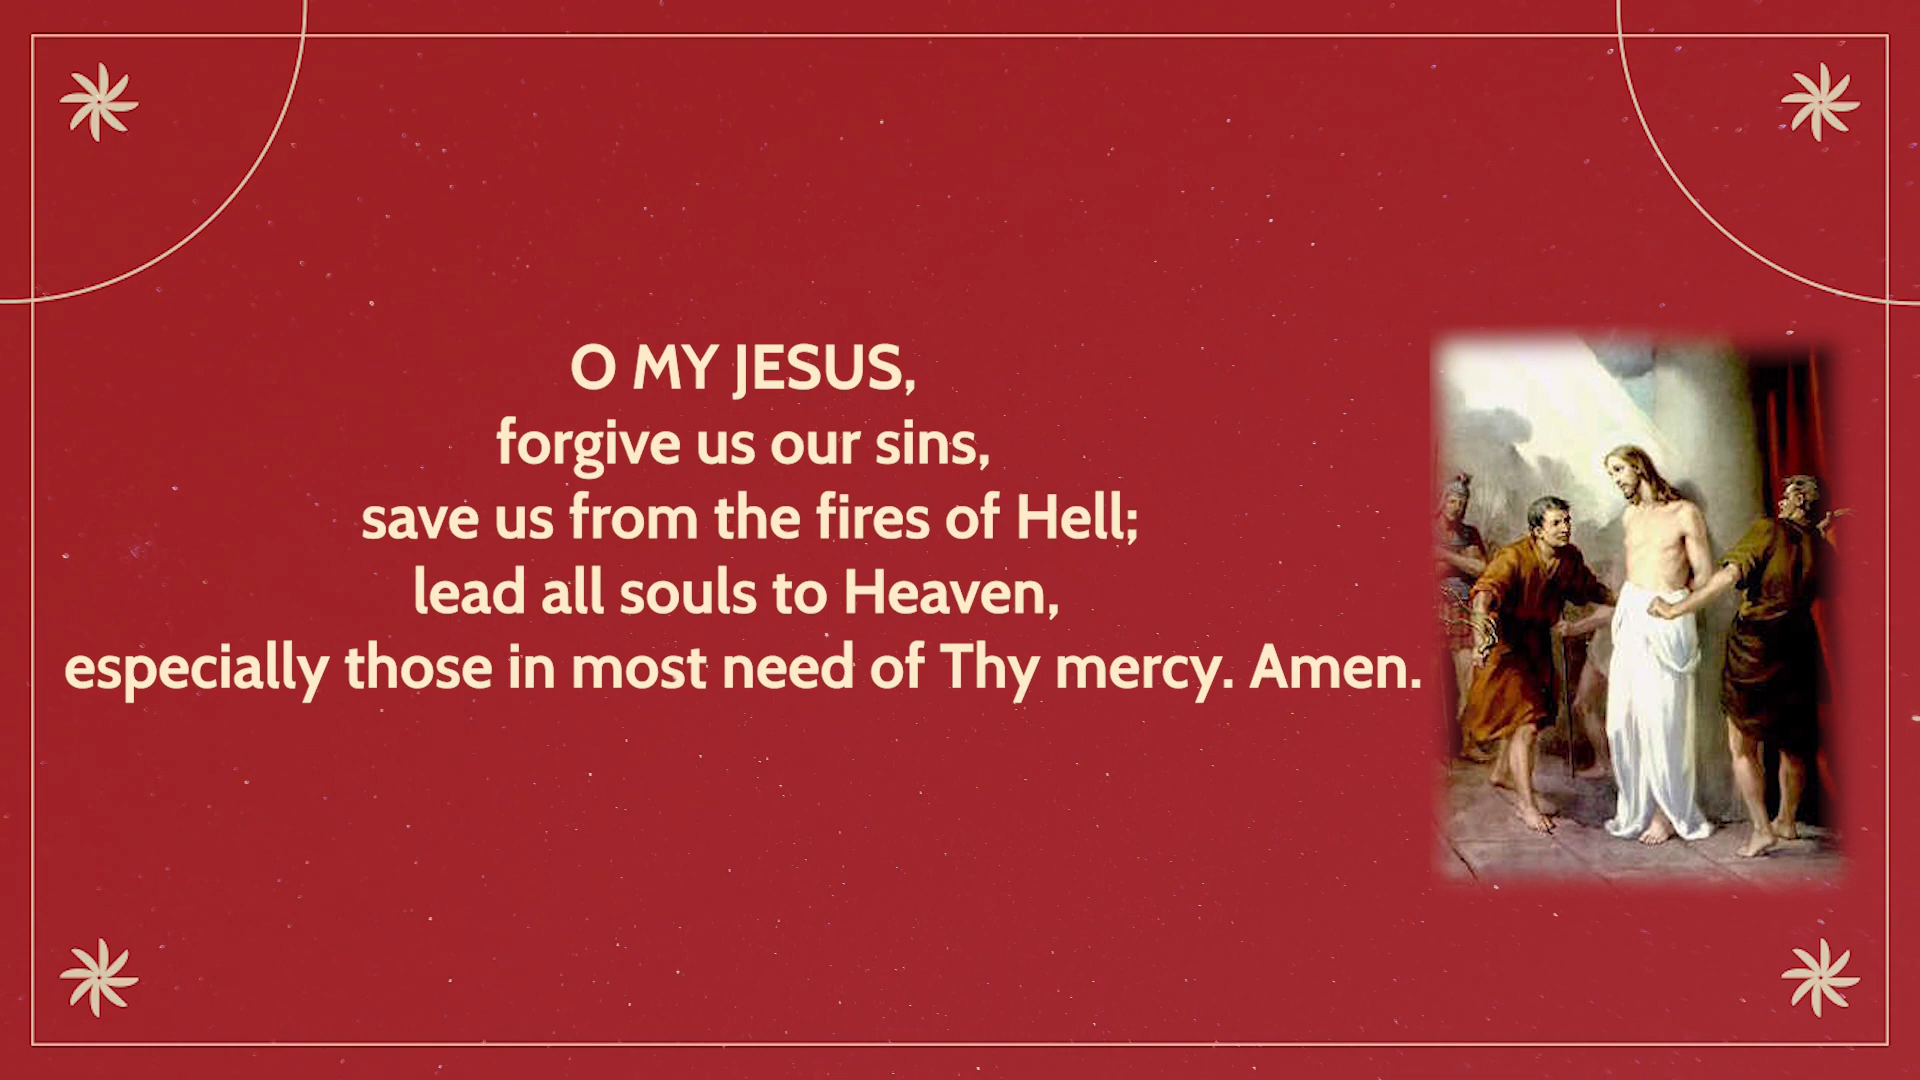 O MY JESUS,
forgive us our sins,
save us from the fires of Hell;
lead all souls to Heaven,
especially those in most need of Thy mercy. Amen.